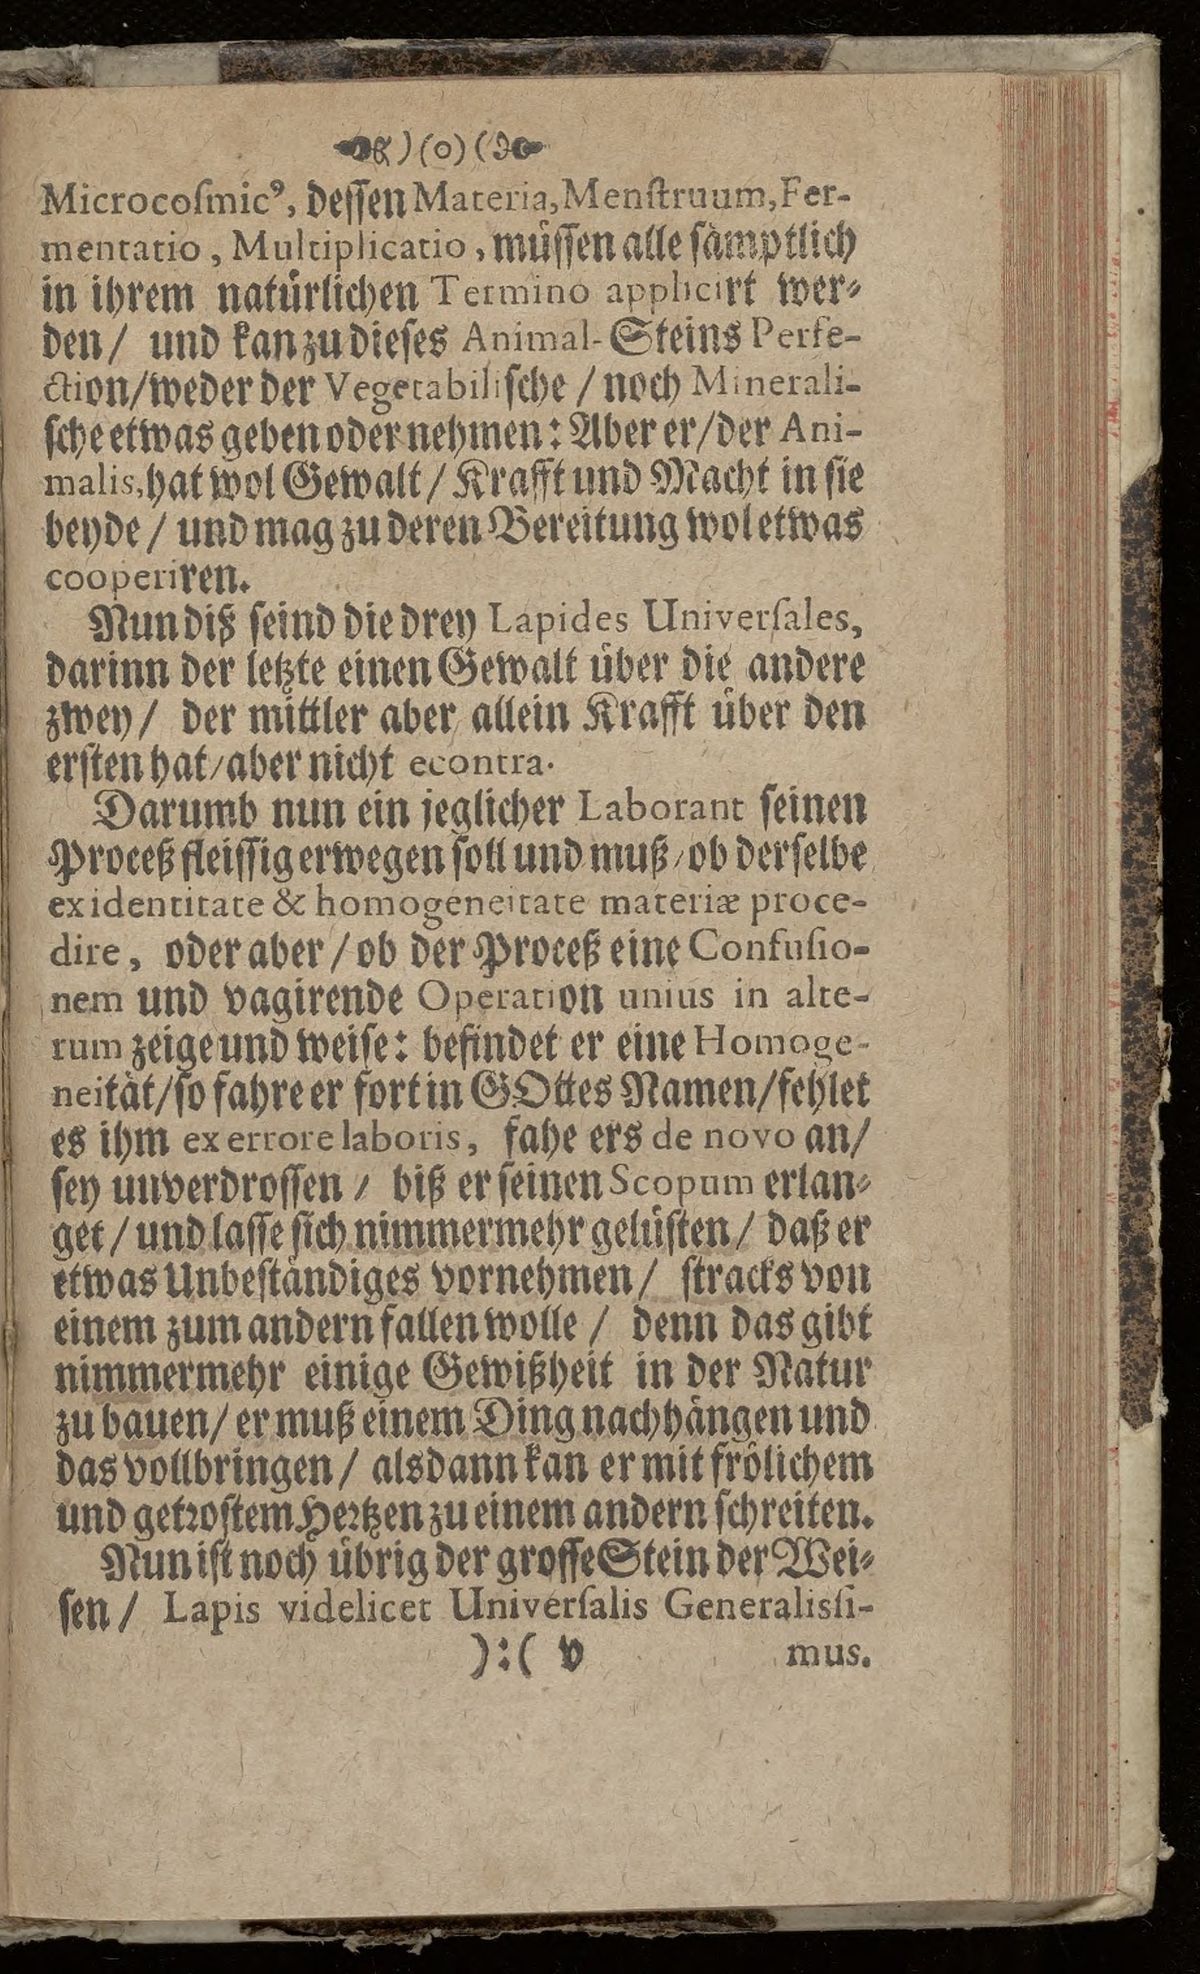 )(o)(
Microcoſmicꝰ, deſſen Materia, Menſtruum, Fer-
mentatio, Multiplicatio, müſſen alle ſämptlich
in ihrem natürlichen Termino applicirt wer-
den / und kan zu dieſes Animal-Steins Perfe-
ction / weder der Vegetabiliſche / noch Minerali-
ſche etwas geben oder nehmen: Aber er / der Ani-
malis, hat wol Gewalt / Krafft und Macht in ſie
beyde / und mag zu deren Bereitung wol etwas
cooperiren.
Nun diß ſeind die drey Lapides Univerſales,
darinn der letzte einen Gewalt über die andere
zwey / der mittler aber allein Krafft über den
erſten hat / aber nicht econtra.
Darumb nun ein jeglicher Laborant ſeinen
Proceß fleiſſig erwegen ſoll und muß / ob derſelbe
ex identitate & homogeneitate materiæ proce-
dire, oder aber / ob der Proceß eine Confuſio-
nem und vagirende Operation unius in alte-
rum zeige und weiſe: befindet er eine Homoge-
neität / ſo fahre er fort in GOttes Namen / fehlet
es ihm ex errore laboris, fahe ers de novo an /
ſey unverdroſſen / biß er ſeinen Scopum erlan-
get / und laſſe ſich nimmermehr gelüſten / daß er
etwas Unbeſtändiges vornehmen / ſtracks von
einem zum andern fallen wolle / denn das gibt
nimmermehr einige Gewißheit in der Natur
zu bauen / er muß einem Ding nachhängen und
das vollbringen / alsdann kan er mit frölichem
und getroſtem Hertzen zu einem andern ſchreiten.
Nun iſt noch übrig der groſſe Stein der Wei-
ſen / Lapis videlicet Univerſalis Generalisſi-
):( v mus.